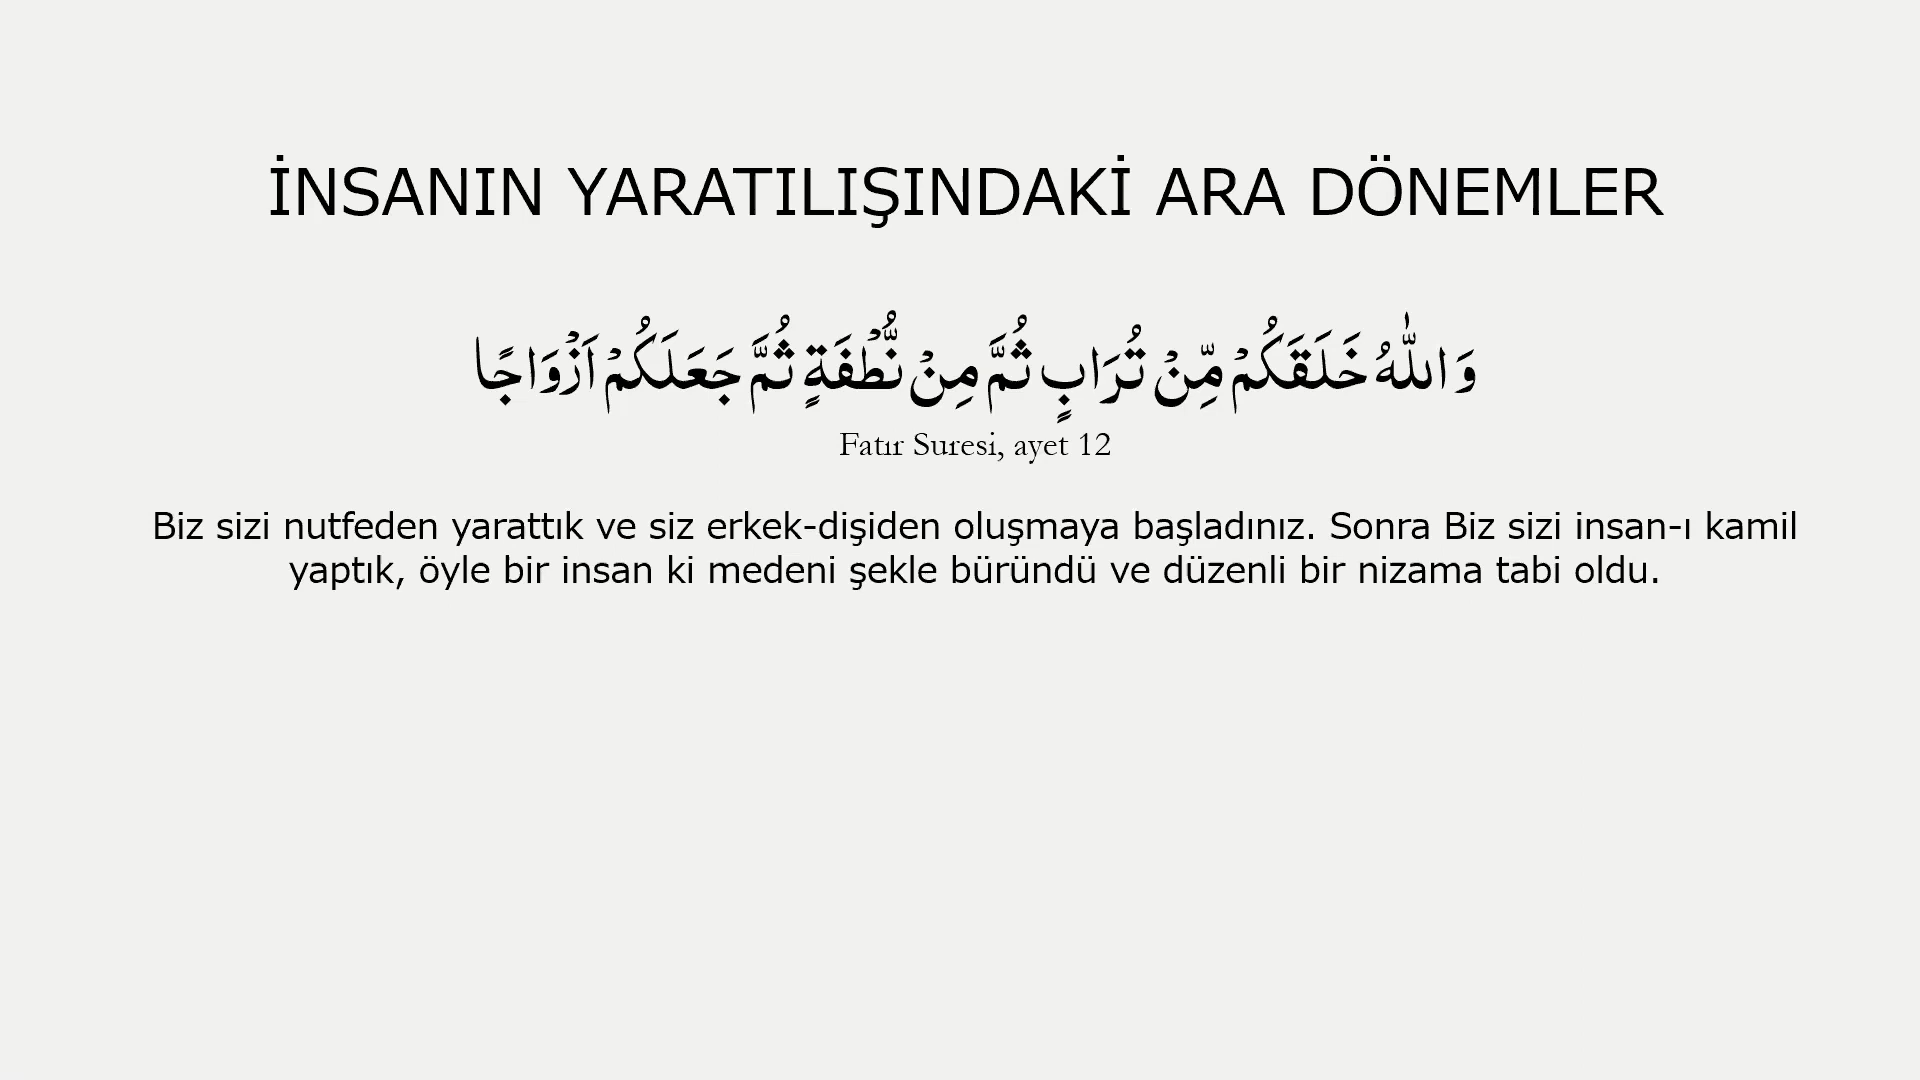 İNSANIN YARATILIŞINDAKİ ARA DÖNEMLER
وَاللّٰهُ خَلَقَكُمْ مِّنْ تُرَابٍ ثُمَّ مِنْ نُّطْفَةٍ ثُمَّ جَعَلَكُمْ اَزْوَاجًا
Fatır Suresi, ayet 12
Biz sizi nutfeden yarattık ve siz erkek-dişiden oluşmaya başladınız. Sonra Biz sizi insan-ı kamil
yaptık, öyle bir insan ki medeni şekle büründü ve düzenli bir nizama tabi oldu.